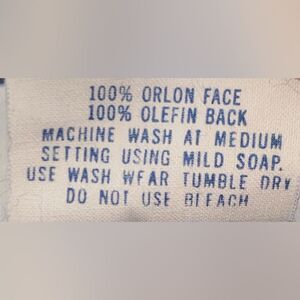 100% ORLON FACE
100% OLEFIN BACK
MACHINE WASH AT MEDIUM
SETTING USING MILD SOAP.
USE WASH WEAR TUMBLE DRY
DO NOT USE BLEACH